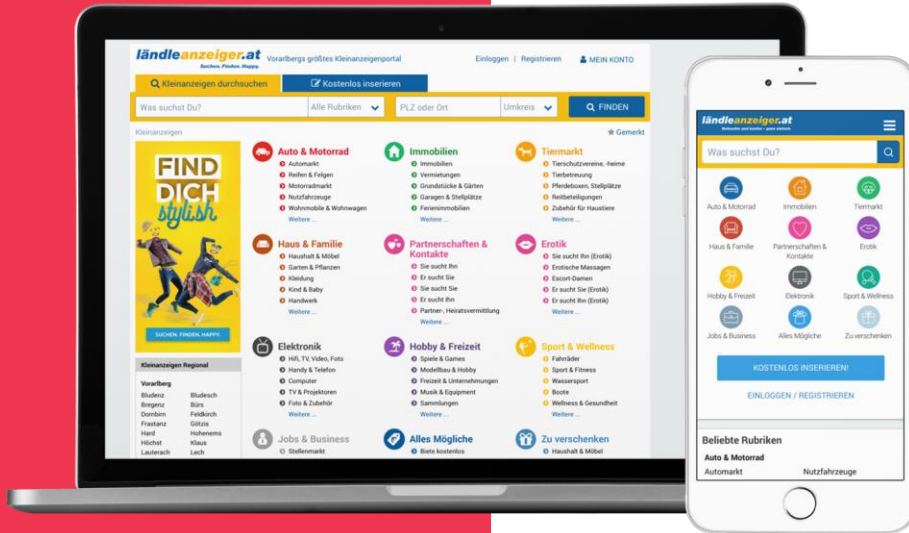 ländleanzeiger.at
Suchen. Finden. Happy.
Vorarlbergs größtes Kleinanzeigenportal
Einloggen | Registrieren
MEIN KONTO
Kleinanzeigen durchsuchen
Kostenlos inserieren
Was suchst Du?
Alle Rubriken
PLZ oder Ort
Umkreis
FINDEN
Kleinanzeigen
Gemerkt
FIND
DICH
stylish
SUCHEN. FINDEN. HAPPY.
Kleinanzeigen Regional
Vorarlberg
Bludenz Bludesch
Bregenz Bürs
Dornbirn Feldkirch
Frastanz Götzis
Hard Hohenems
Höchst Klaus
Lauterach Lech
Auto & Motorrad
Automarkt
Reifen & Felgen
Motorradmarkt
Nutzfahrzeuge
Wohnmobile & Wohnwagen
Weitere ...
Immobilien
Immobilien
Vermietungen
Grundstücke & Gärten
Garagen & Stellplätze
Ferienimmobilien
Weitere ...
Tiermarkt
Tierschutzvereine, -heime
Tierbetreuung
Pferdeboxen, Stellplätze
Reitbeteiligungen
Zubehör für Haustiere
Weitere ...
Haus & Familie
Haushalt & Möbel
Garten & Pflanzen
Kleidung
Kind & Baby
Handwerk
Weitere ...
Partnerschaften &
Kontakte
Sie sucht Ihn
Er sucht Sie
Sie sucht Sie
Er sucht Ihn
Partner-, Heiratsvermittlung
Weitere ...
Erotik
Sie sucht Ihn (Erotik)
Erotische Massagen
Escort-Damen
Er sucht Sie (Erotik)
Er sucht Ihn (Erotik)
Weitere ...
Elektronik
Hifi, TV, Video, Foto
Handy & Telefon
Computer
TV & Projektoren
Foto & Zubehör
Weitere ...
Hobby & Freizeit
Spiele & Games
Modellbau & Hobby
Freizeit & Unternehmungen
Musik & Equipment
Sammlungen
Weitere ...
Sport & Wellness
Fahrräder
Sport & Fitness
Wassersport
Boote
Wellness & Gesundheit
Weitere ...
Jobs & Business
Stellenmarkt
Alles Mögliche
Biete kostenlos
Zu verschenken
Haushalt & Möbel
ländleanzeiger.at
Verkaufen und kaufen - ganz einfach
Was suchst Du?
Auto & Motorrad
Immobilien
Tiermarkt
Haus & Familie
Partnerschaften &
Kontakte
Erotik
Hobby & Freizeit
Elektronik
Sport & Wellness
Jobs & Business
Alles Mögliche
Zu verschenken
KOSTENLOS INSERIEREN!
EINLOGGEN / REGISTRIEREN
Beliebte Rubriken
Auto & Motorrad
Automarkt Nutzfahrzeuge